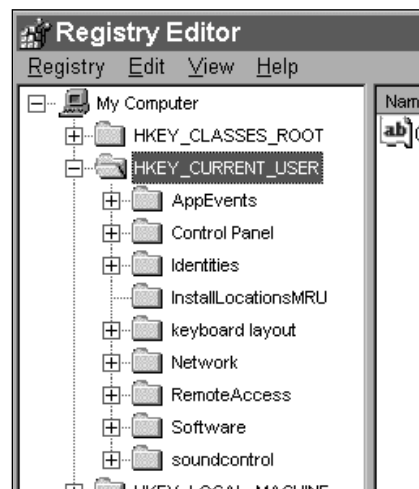 Registry Editor
Registry Edit View Help
My Computer
Nam
HKEY_CLASSES_ROOT
ab
HKEY_CURRENT_USER
AppEvents
Control Panel
Identities
InstallLocationsMRU
keyboard layout
Network
RemoteAccess
Software
soundcontrol
HKEY_LOCAL_MACHINE